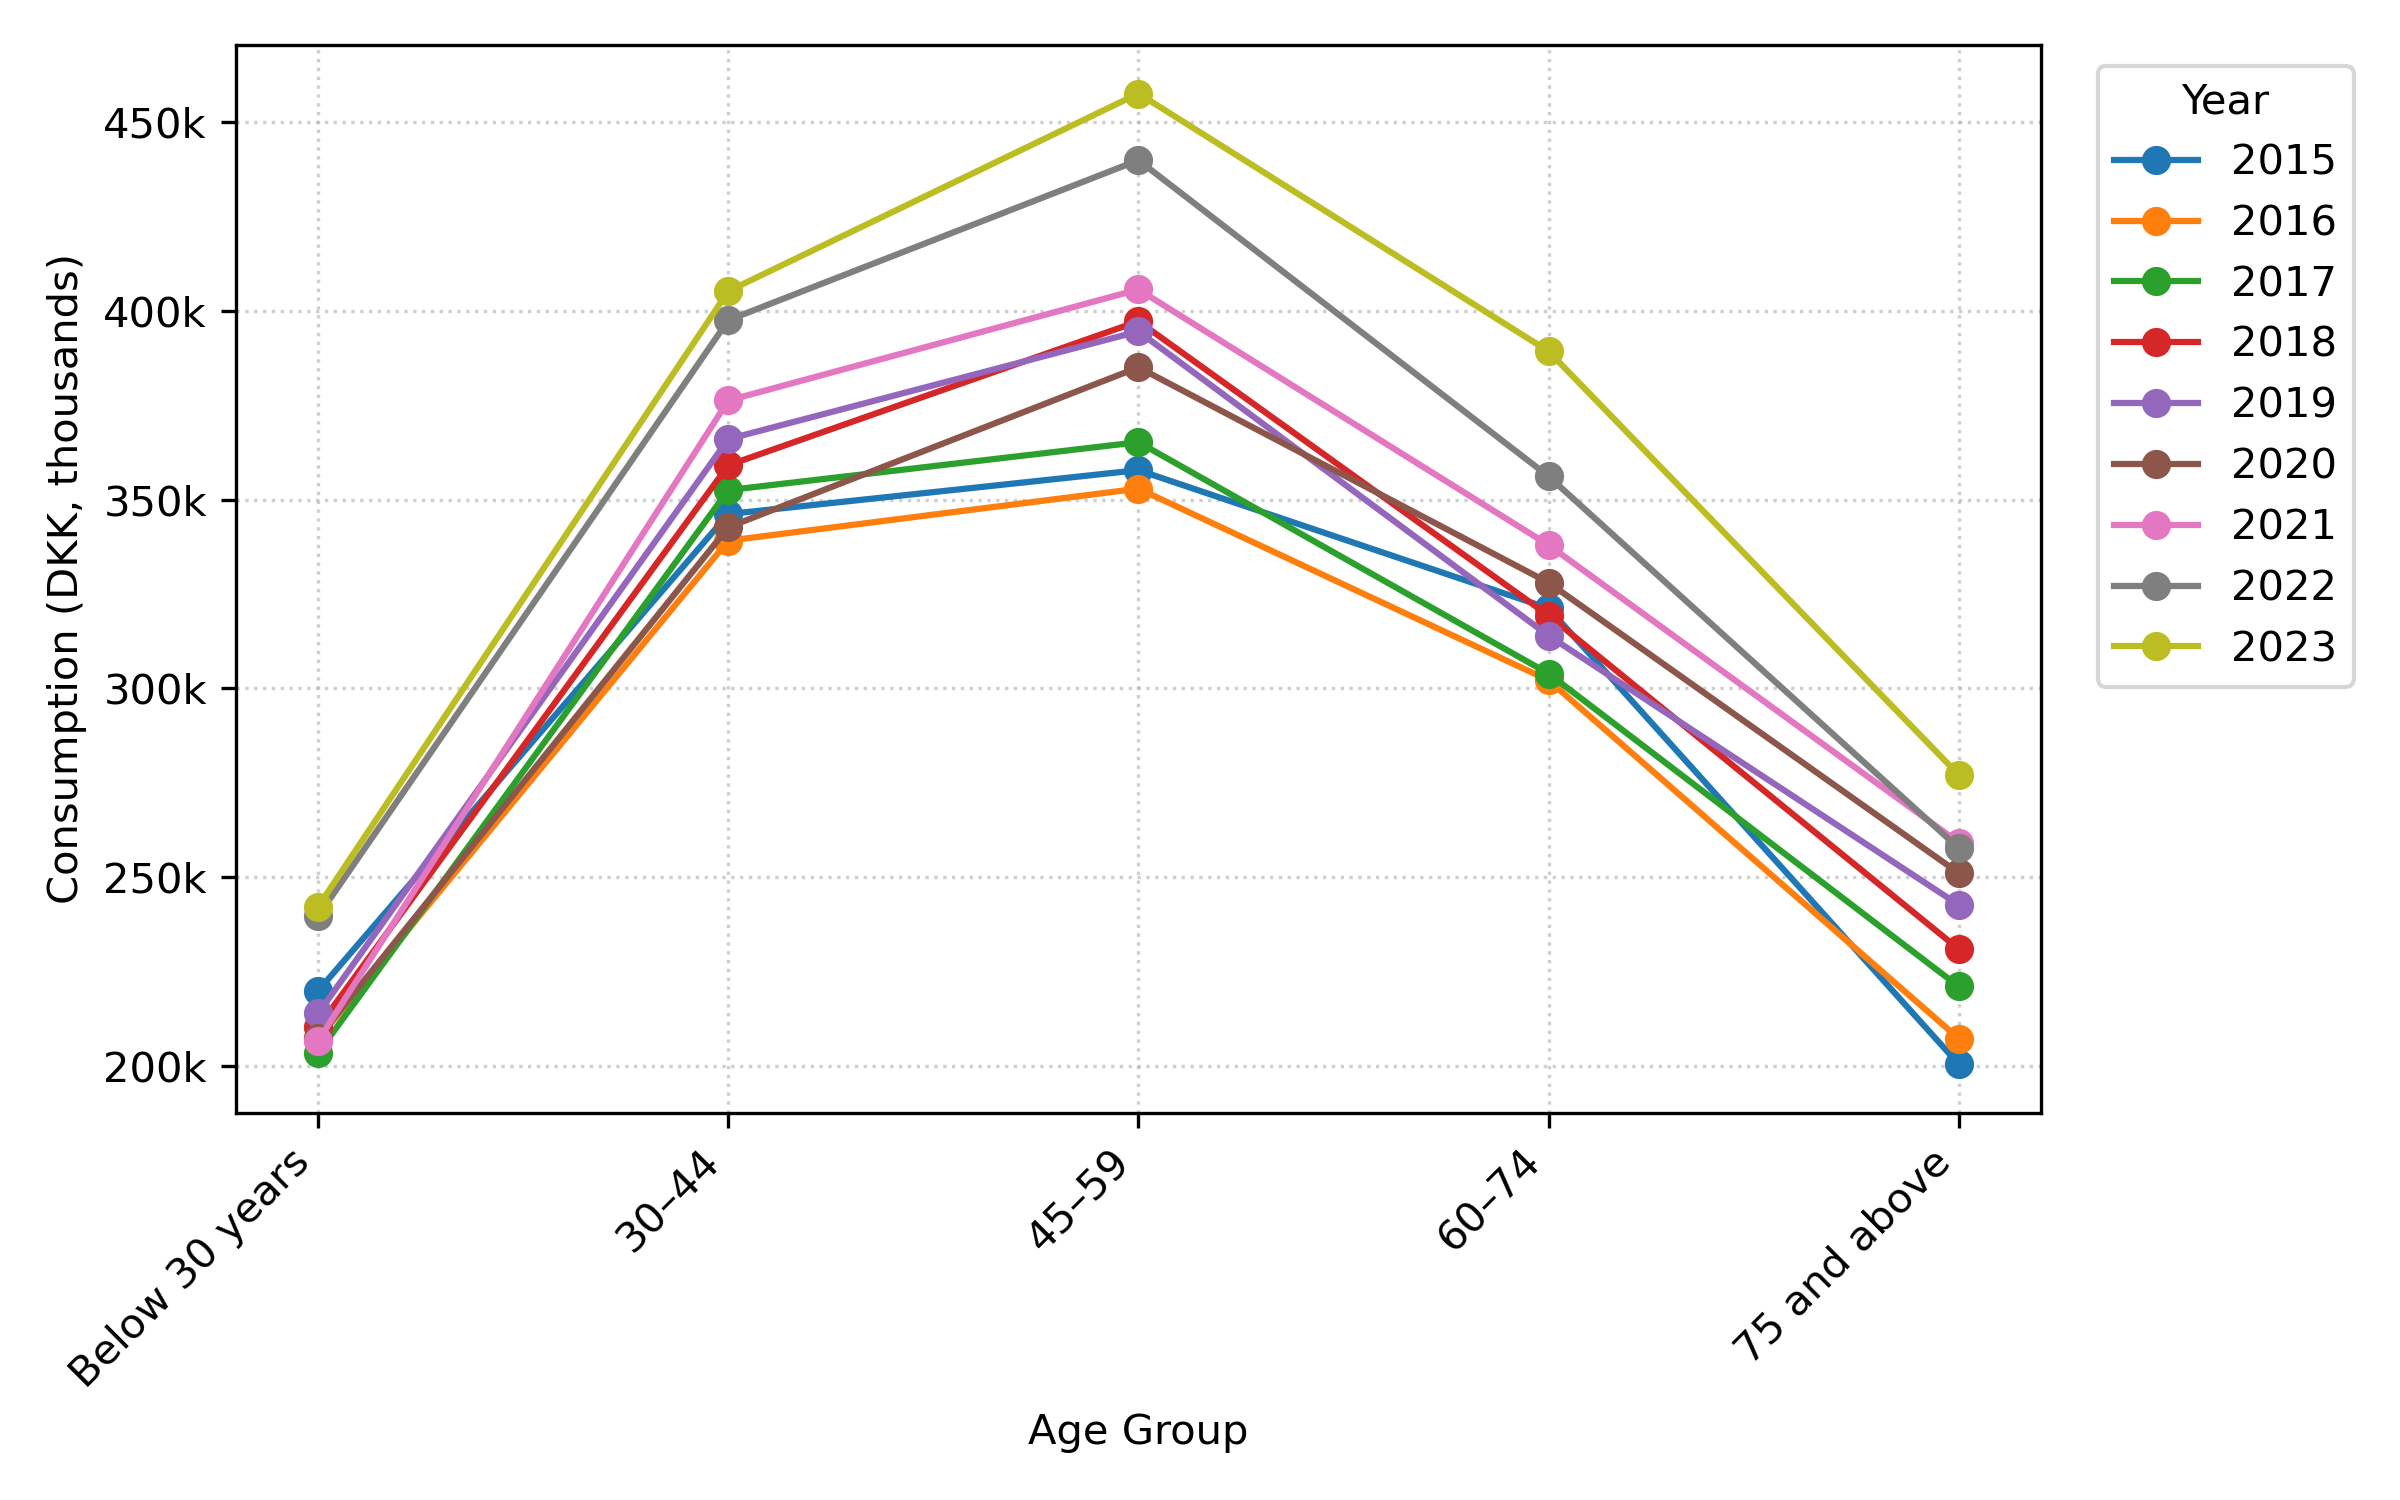 450k
400k
350k
300k
250k
200k
Consumption (DKK, thousands)
Below 30 years
30–44
45–59
60–74
75 and above
Age Group
Year
2015
2016
2017
2018
2019
2020
2021
2022
2023